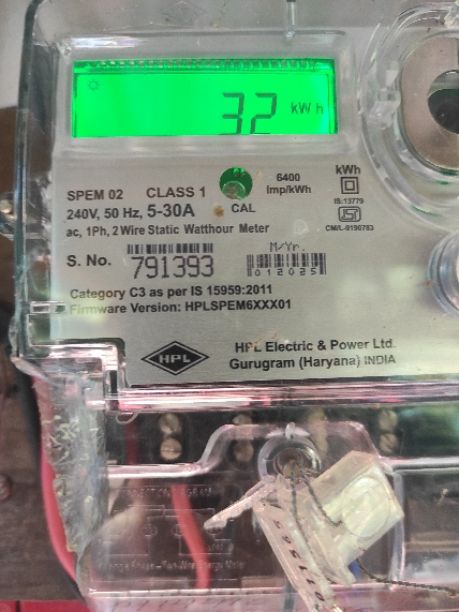 32 kWh
SPEM 02 CLASS 1
240V, 50 Hz, 5-30A
CAL
6400
Imp/kWh
kWh
IS:13779
CM/L-0190783
ac, 1Ph, 2 Wire Static Watthour Meter
S. No. 791393
M/Yr.
012025
Category C3 as per IS 15959:2011
Firmware Version: HPLSPEM6XXX01
HPL
HPL Electric & Power Ltd.
Gurugram (Haryana) INDIA